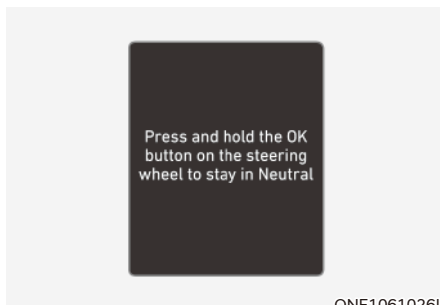 Press and hold the OK
button on the steering
wheel to stay in Neutral